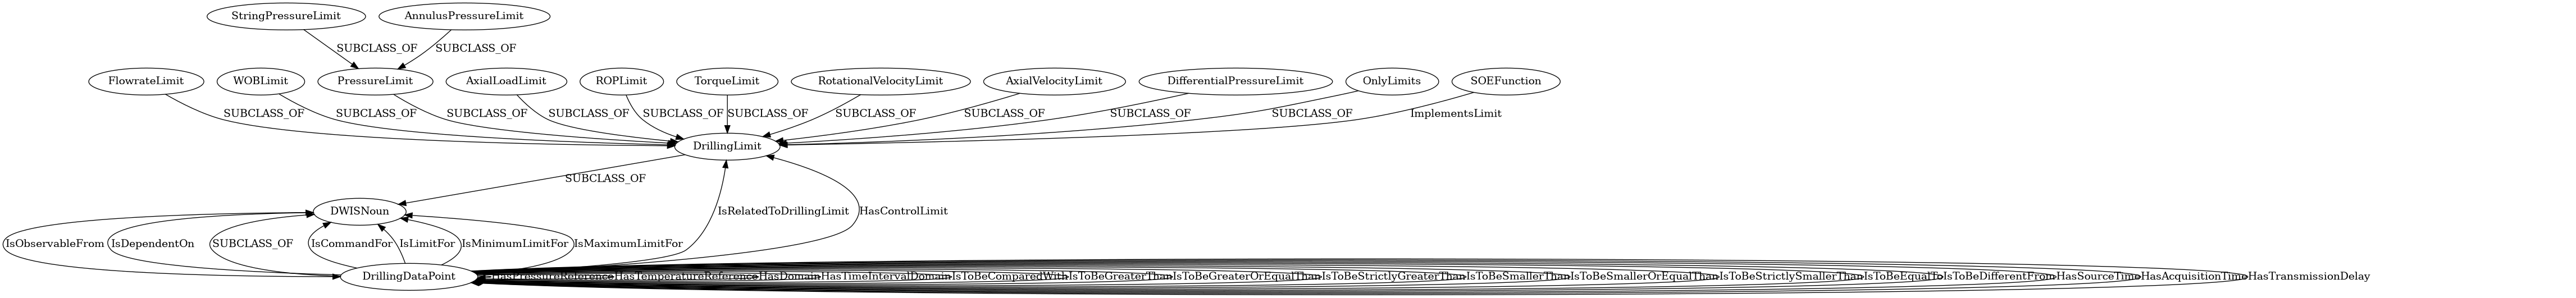 StringPressureLimit
AnnulusPressureLimit
SUBCLASS_OF
SUBCLASS_OF
FlowrateLimit
WOBLimit
PressureLimit
AxialLoadLimit
ROPLimit
TorqueLimit
RotationalVelocityLimit
AxialVelocityLimit
DifferentialPressureLimit
OnlyLimits
SOEFunction
SUBCLASS_OF
SUBCLASS_OF
SUBCLASS_OF
SUBCLASS_OF
SUBCLASS_OF
SUBCLASS_OF
SUBCLASS_OF
SUBCLASS_OF
SUBCLASS_OF
SUBCLASS_OF
ImplementsLimit
DrillingLimit
SUBCLASS_OF
DWISNoun
IsRelatedToDrillingLimit
HasControlLimit
IsObservableFrom
IsDependentOn
SUBCLASS_OF
IsCommandFor
IsLimitFor
IsMinimumLimitFor
IsMaximumLimitFor
DrillingDataPoint
HasPressureReference
HasTemperatureReference
HasDomain
HasTimeIntervalDomain
IsToBeComparedWith
IsToBeGreaterThan
IsToBeGreaterOrEqualThan
IsToBeStrictlyGreaterThan
IsToBeSmallerThan
IsToBeSmallerOrEqualThan
IsToBeStrictlySmallerThan
IsToBeEqualTo
IsToBeDifferentFrom
HasSourceTime
HasAcquisitionTime
HasTransmissionDelay